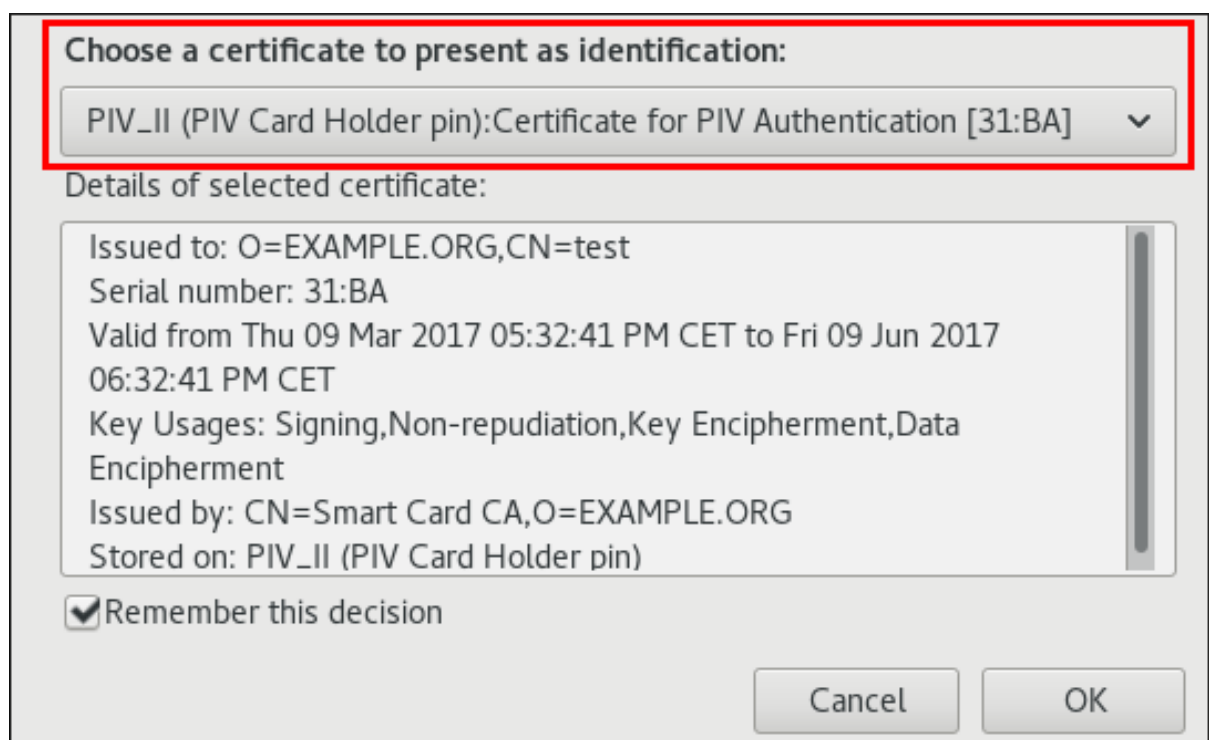 Choose a certificate to present as identification:
PIV_II (PIV Card Holder pin):Certificate for PIV Authentication [31:BA]
Details of selected certificate:
Issued to: O=EXAMPLE.ORG,CN=test
Serial number: 31:BA
Valid from Thu 09 Mar 2017 05:32:41 PM CET to Fri 09 Jun 2017
06:32:41 PM CET
Key Usages: Signing,Non-repudiation,Key Encipherment,Data
Encipherment
Issued by: CN=Smart Card CA,O=EXAMPLE.ORG
Stored on: PIV_II (PIV Card Holder pin)
Remember this decision
Cancel OK